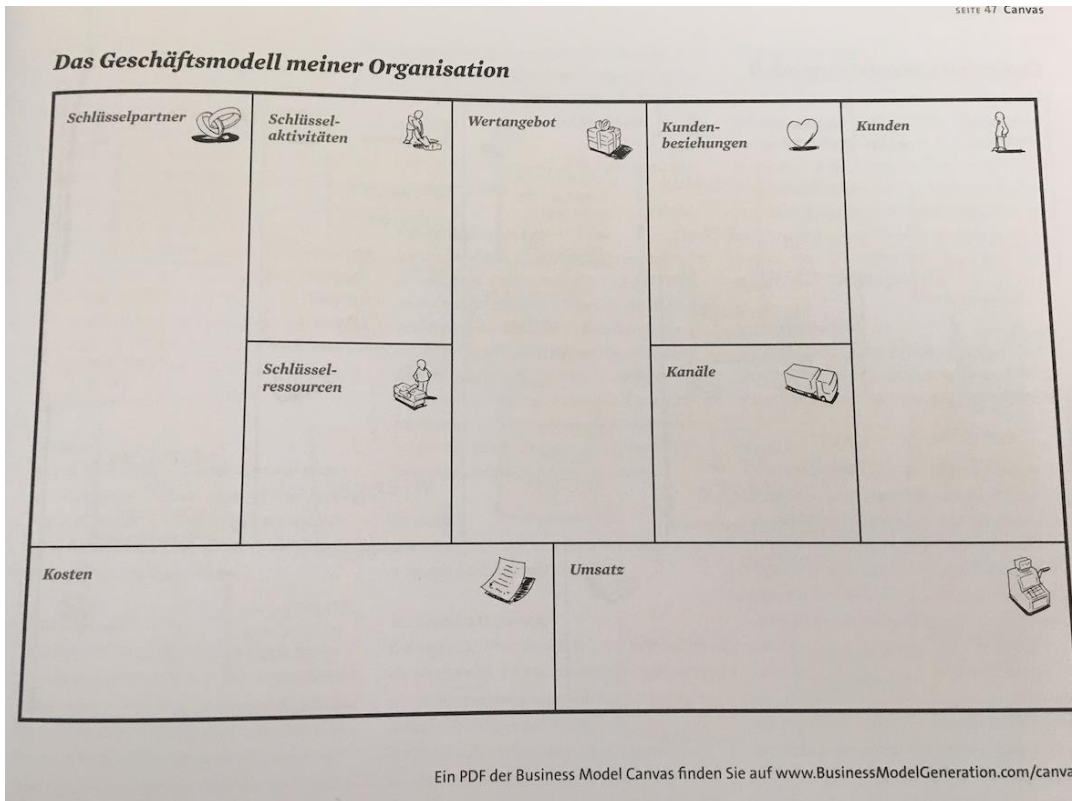 SEITE 47 Canvas
Das Geschäftsmodell meiner Organisation
Schlüsselpartner
Schlüssel-
aktivitäten
Schlüssel-
ressourcen
Wertangebot
Kunden-
beziehungen
Kanäle
Kunden
Kosten
Umsatz
Ein PDF der Business Model Canvas finden Sie auf www.BusinessModelGeneration.com/canva